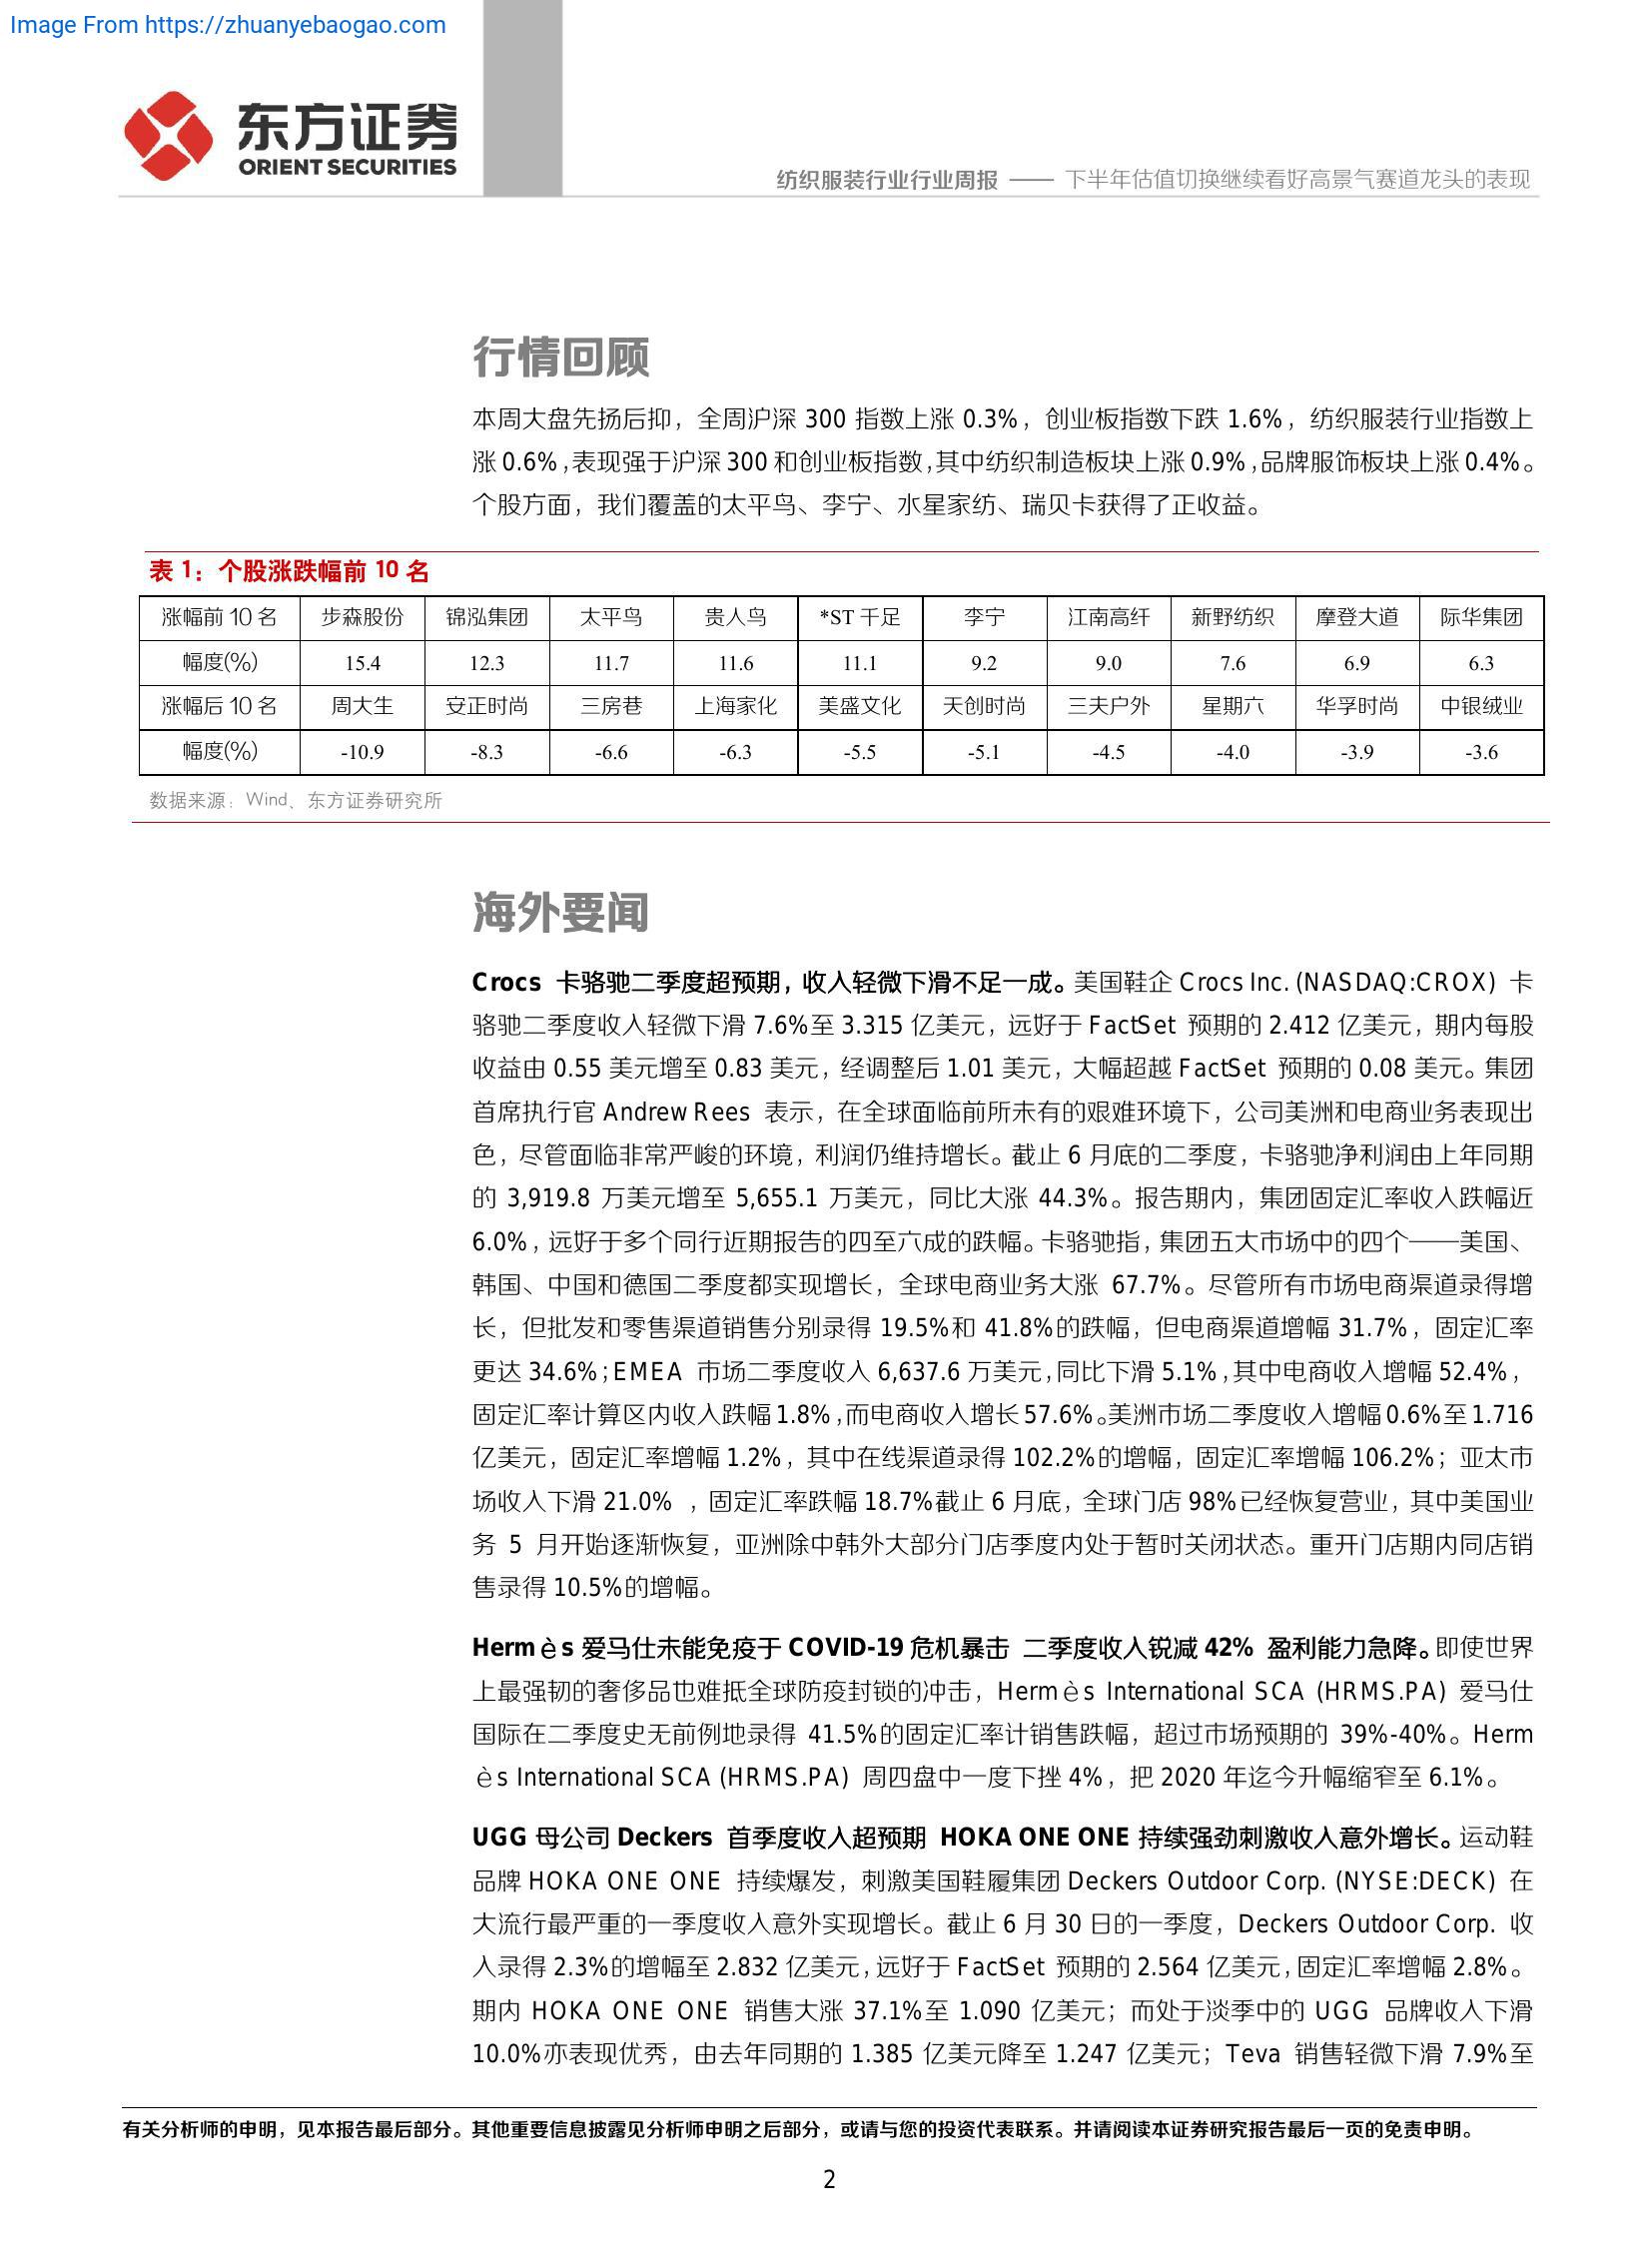 Image From https://zhuanyebaogao.com
东方证券
ORIENT SECURITIES
纺织服装行业行业周报 —— 下半年估值切换继续看好高景气赛道龙头的表现
行情回顾
本周大盘先扬后抑，全周沪深 300 指数上涨 0.3%，创业板指数下跌 1.6%，纺织服装行业指数上
涨 0.6%，表现强于沪深 300 和创业板指数，其中纺织制造板块上涨 0.9%，品牌服饰板块上涨 0.4%。
个股方面，我们覆盖的太平鸟、李宁、水星家纺、瑞贝卡获得了正收益。
表 1：个股涨跌幅前 10 名
涨幅前 10 名 步森股份 锦泓集团 太平鸟 贵人鸟 *ST 千足 李宁 江南高纤 新野纺织 摩登大道 际华集团
幅度(%) 15.4 12.3 11.7 11.6 11.1 9.2 9.0 7.6 6.9 6.3
涨幅后 10 名 周大生 安正时尚 三房巷 上海家化 美盛文化 天创时尚 三夫户外 星期六 华孚时尚 中银绒业
幅度(%) -10.9 -8.3 -6.6 -6.3 -5.5 -5.1 -4.5 -4.0 -3.9 -3.6
数据来源：Wind、东方证券研究所
海外要闻
Crocs 卡骆驰二季度超预期，收入轻微下滑不足一成。美国鞋企 Crocs Inc. (NASDAQ:CROX) 卡
骆驰二季度收入轻微下滑 7.6%至 3.315 亿美元，远好于 FactSet 预期的 2.412 亿美元，期内每股
收益由 0.55 美元增至 0.83 美元，经调整后 1.01 美元，大幅超越 FactSet 预期的 0.08 美元。集团
首席执行官 Andrew Rees 表示，在全球面临前所未有的艰难环境下，公司美洲和电商业务表现出
色，尽管面临非常严峻的环境，利润仍维持增长。截止 6 月底的二季度，卡骆驰净利润由上年同期
的 3,919.8 万美元增至 5,655.1 万美元，同比大涨 44.3%。报告期内，集团固定汇率收入跌幅近
6.0%，远好于多个同行近期报告的四至六成的跌幅。卡骆驰指，集团五大市场中的四个——美国、
韩国、中国和德国二季度都实现增长，全球电商业务大涨 67.7%。尽管所有市场电商渠道录得增
长，但批发和零售渠道销售分别录得 19.5%和 41.8%的跌幅，但电商渠道增幅 31.7%，固定汇率
更达 34.6%；EMEA 市场二季度收入 6,637.6 万美元，同比下滑 5.1%，其中电商收入增幅 52.4%，
固定汇率计算区内收入跌幅 1.8%，而电商收入增长 57.6%。美洲市场二季度收入增幅 0.6%至 1.716
亿美元，固定汇率增幅 1.2%，其中在线渠道录得 102.2%的增幅，固定汇率增幅 106.2%；亚太市
场收入下滑 21.0% ，固定汇率跌幅 18.7%截止 6 月底，全球门店 98%已经恢复营业，其中美国业
务 5 月开始逐渐恢复，亚洲除中韩外大部分门店季度内处于暂时关闭状态。重开门店期内同店销
售录得 10.5%的增幅。
Hermès 爱马仕未能免疫于 COVID-19 危机暴击 二季度收入锐减 42% 盈利能力急降。即使世界
上最强韧的奢侈品也难抵全球防疫封锁的冲击，Hermès International SCA (HRMS.PA) 爱马仕
国际在二季度史无前例地录得 41.5%的固定汇率计销售跌幅，超过市场预期的 39%-40%。Herm
ès International SCA (HRMS.PA) 周四盘中一度下挫 4%，把 2020 年迄今升幅缩窄至 6.1%。
UGG 母公司 Deckers 首季度收入超预期 HOKA ONE ONE 持续强劲刺激收入意外增长。运动鞋
品牌 HOKA ONE ONE 持续爆发，刺激美国鞋履集团 Deckers Outdoor Corp. (NYSE:DECK) 在
大流行最严重的一季度收入意外实现增长。截止 6 月 30 日的一季度，Deckers Outdoor Corp. 收
入录得 2.3%的增幅至 2.832 亿美元，远好于 FactSet 预期的 2.564 亿美元，固定汇率增幅 2.8%。
期内 HOKA ONE ONE 销售大涨 37.1%至 1.090 亿美元；而处于淡季中的 UGG 品牌收入下滑
10.0%亦表现优秀，由去年同期的 1.385 亿美元降至 1.247 亿美元；Teva 销售轻微下滑 7.9%至
有关分析师的申明，见本报告最后部分。其他重要信息披露见分析师申明之后部分，或请与您的投资代表联系。并请阅读本证券研究报告最后一页的免责申明。
2